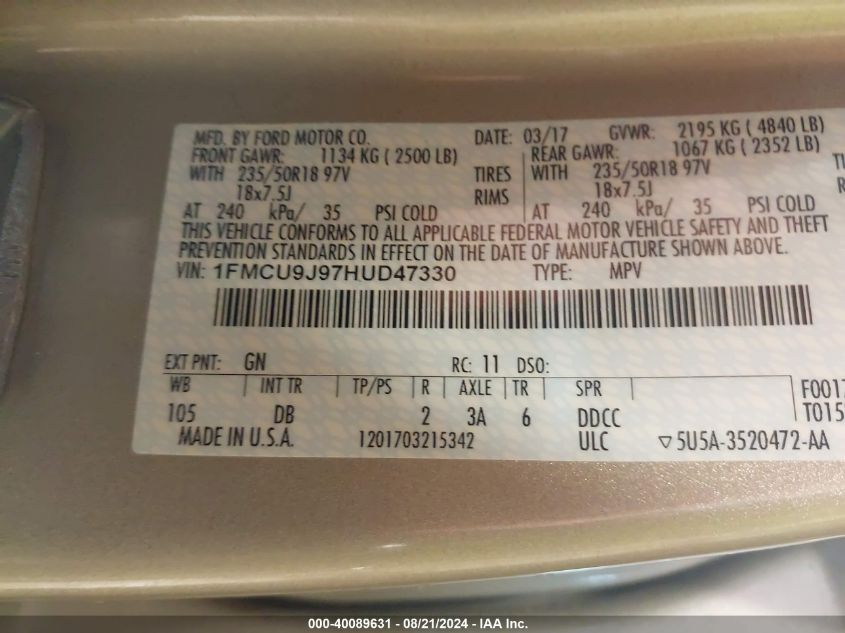 MFD. BY FORD MOTOR CO. DATE: 03/17 GVWR: 2195 KG ( 4840 LB)
FRONT GAWR: 1134 KG ( 2500 LB) REAR GAWR: 1067 KG ( 2352 LB)
WITH 235/50R18 97V TIRES WITH 235/50R18 97V
18x7.5J RIMS 18x7.5J
AT 240 kPa/ 35 PSI COLD AT 240 kPa/ 35 PSI COLD
THIS VEHICLE CONFORMS TO ALL APPLICABLE FEDERAL MOTOR VEHICLE SAFETY AND THEFT
PREVENTION STANDARDS IN EFFECT ON THE DATE OF MANUFACTURE SHOWN ABOVE.
VIN: 1FMCU9J97HUD47330 TYPE: MPV
EXT PNT: GN RC: 11 DSO:
WB INT TR TP/PS R AXLE TR SPR F0017
105 DB 2 3A 6 DDCC T015
MADE IN U.S.A. 1201703215342 ULC ▽5U5A-3520472-AA
000-40089631 - 08/21/2024 - IAA Inc.